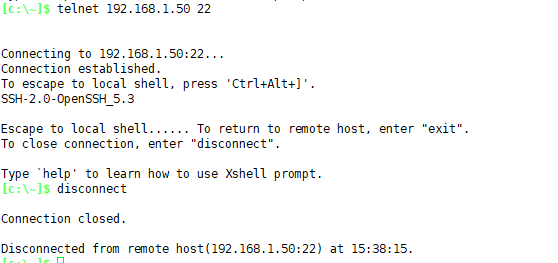 [c:\~]$ telnet 192.168.1.50 22
Connecting to 192.168.1.50:22...
Connection established.
To escape to local shell, press 'Ctrl+Alt+]'.
SSH-2.0-OpenSSH_5.3
Escape to local shell...... To return to remote host, enter "exit".
To close connection, enter "disconnect".
Type `help' to learn how to use Xshell prompt.
[c:\~]$ disconnect
Connection closed.
Disconnected from remote host(192.168.1.50:22) at 15:38:15.
[c:\~]$